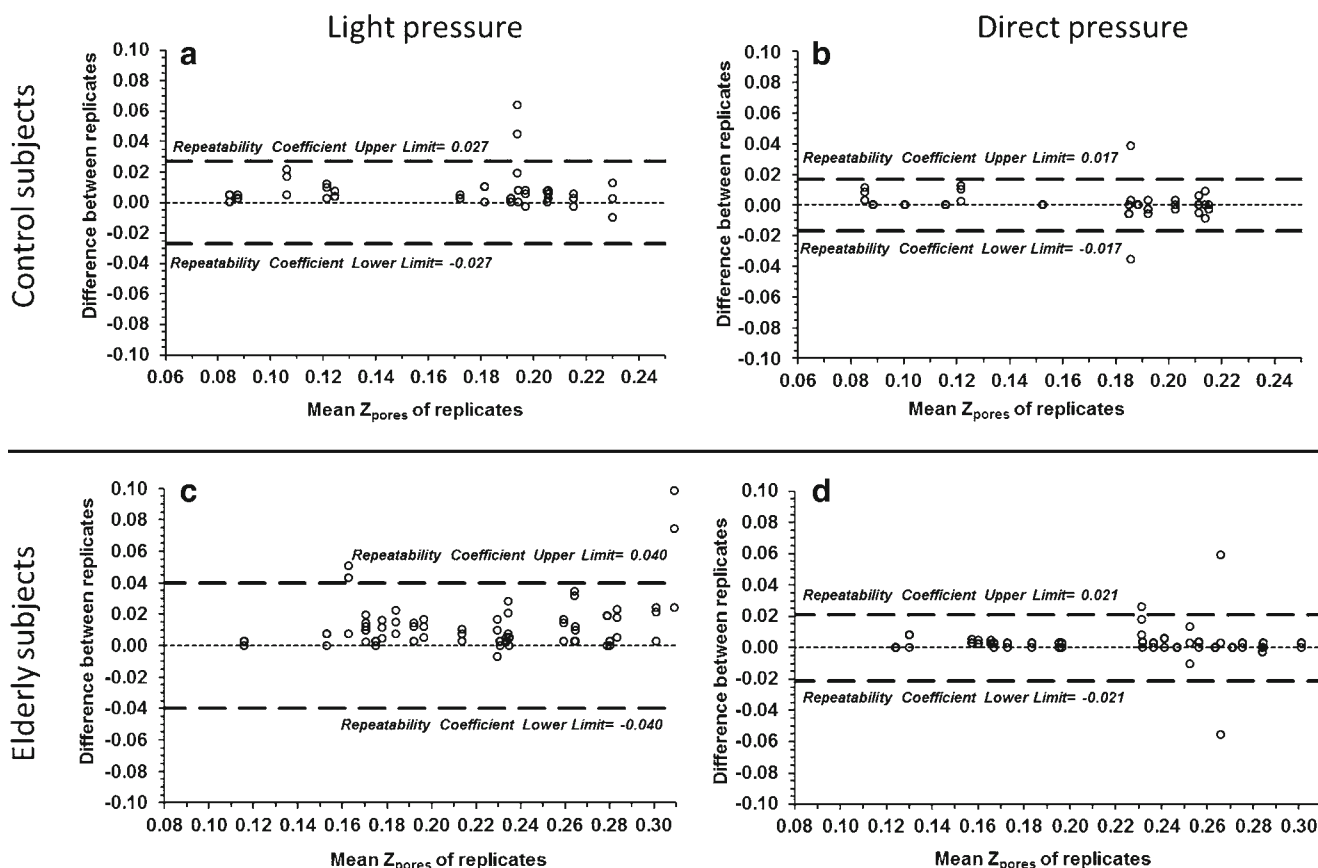 Light pressure
Direct pressure
Control subjects
Elderly subjects
a
Difference between replicates
0.10
0.08
0.06
0.04
0.02
0.00
-0.02
-0.04
-0.06
-0.08
-0.10
Repeatability Coefficient Upper Limit= 0.027
Repeatability Coefficient Lower Limit= -0.027
0.06 0.08 0.10 0.12 0.14 0.16 0.18 0.20 0.22 0.24
Mean Zpores of replicates
b
Difference between replicates
0.10
0.08
0.06
0.04
0.02
0.00
-0.02
-0.04
-0.06
-0.08
-0.10
Repeatability Coefficient Upper Limit= 0.017
Repeatability Coefficient Lower Limit= -0.017
0.06 0.08 0.10 0.12 0.14 0.16 0.18 0.20 0.22 0.24
Mean Zpores of replicates
c
Difference between replicates
0.10
0.08
0.06
0.04
0.02
0.00
-0.02
-0.04
-0.06
-0.08
-0.10
Repeatability Coefficient Upper Limit= 0.040
Repeatability Coefficient Lower Limit= -0.040
0.08 0.10 0.12 0.14 0.16 0.18 0.20 0.22 0.24 0.26 0.28 0.30
Mean Zpores of replicates
d
Difference between replicates
0.10
0.08
0.06
0.04
0.02
0.00
-0.02
-0.04
-0.06
-0.08
-0.10
Repeatability Coefficient Upper Limit= 0.021
Repeatability Coefficient Lower Limit= -0.021
0.08 0.10 0.12 0.14 0.16 0.18 0.20 0.22 0.24 0.26 0.28 0.30
Mean Zpores of replicates